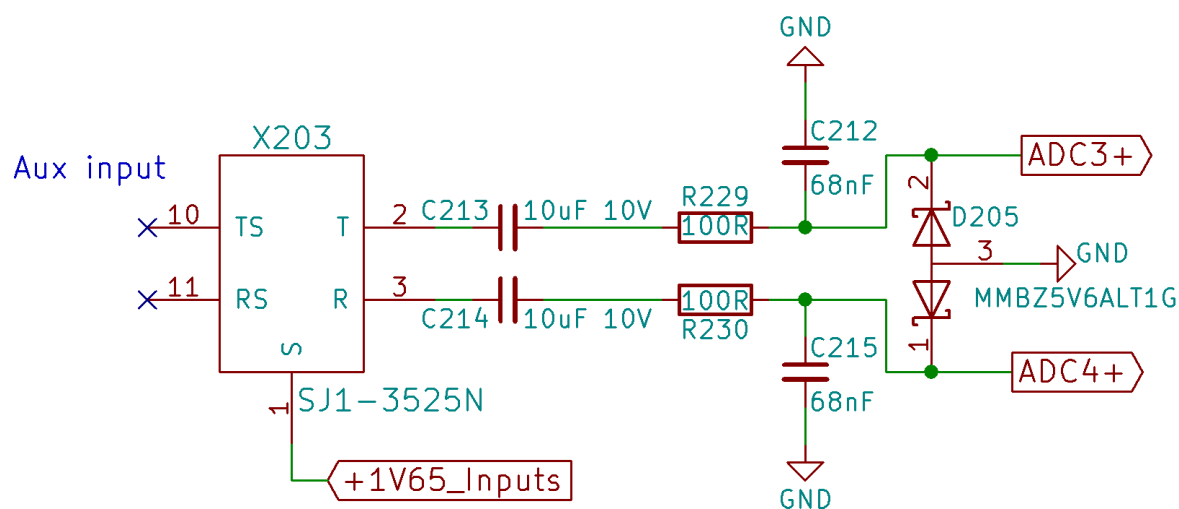 GND
C212
68nF
X203
Aux input
10
TS
T
2
C213
10uF 10V
R229
100R
2
ADC3+
D205
3
GND
11
RS
R
3
C214
10uF 10V
100R
R230
MMBZ5V6ALT1G
1
C215
68nF
ADC4+
S
1
SJ1-3525N
+1V65_Inputs
GND